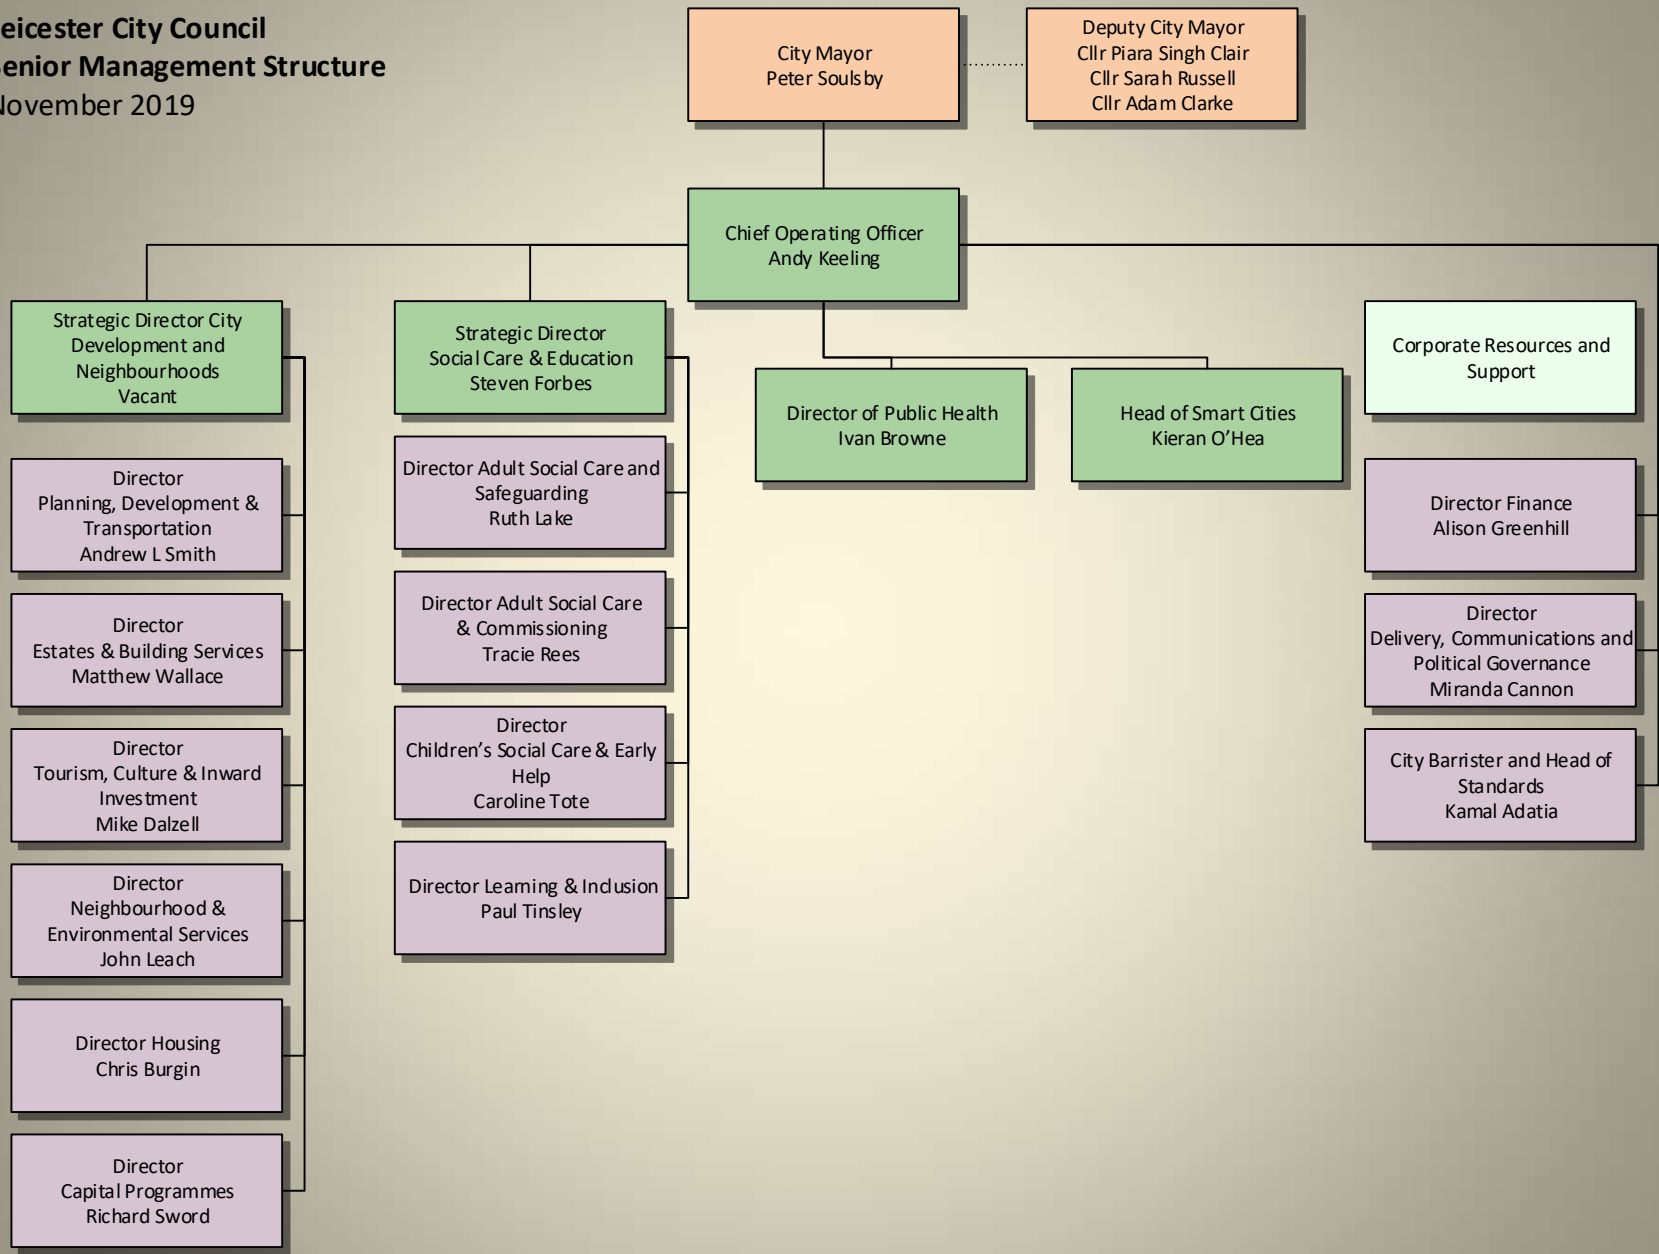 eicester City Council
enior Management Structure
November 2019
City Mayor
Peter Soulsby
Deputy City Mayor
Cllr Piara Singh Clair
Cllr Sarah Russell
Cllr Adam Clarke
Chief Operating Officer
Andy Keeling
Strategic Director City
Development and
Neighbourhoods
Vacant
Strategic Director
Social Care & Education
Steven Forbes
Director of Public Health
Ivan Browne
Head of Smart Cities
Kieran O’Hea
Corporate Resources and
Support
Director
Planning, Development &
Transportation
Andrew L Smith
Director
Estates & Building Services
Matthew Wallace
Director
Tourism, Culture & Inward
Investment
Mike Dalzell
Director
Neighbourhood &
Environmental Services
John Leach
Director Housing
Chris Burgin
Director
Capital Programmes
Richard Sword
Director Adult Social Care and
Safeguarding
Ruth Lake
Director Adult Social Care
& Commissioning
Tracie Rees
Director
Children’s Social Care & Early
Help
Caroline Tote
Director Learning & Inclusion
Paul Tinsley
Director Finance
Alison Greenhill
Director
Delivery, Communications and
Political Governance
Miranda Cannon
City Barrister and Head of
Standards
Kamal Adatia